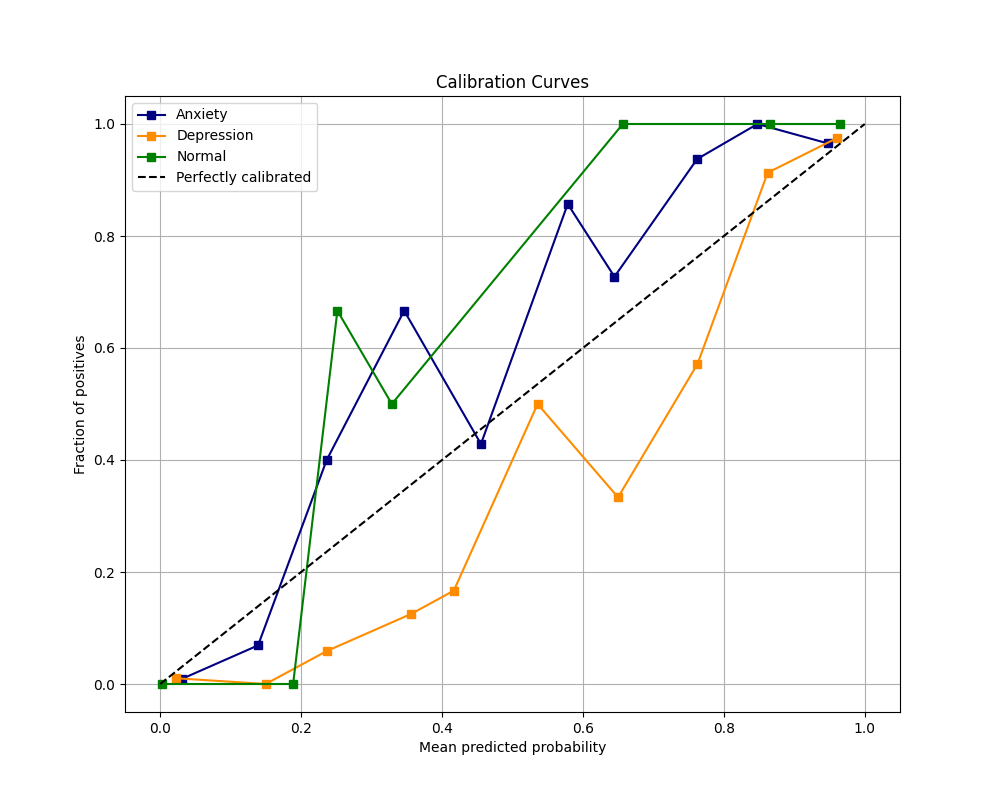 Calibration Curves
Anxiety
Depression
Normal
Perfectly calibrated
1.0
0.8
0.6
0.4
0.2
0.0
Fraction of positives
0.0 0.2 0.4 0.6 0.8 1.0
Mean predicted probability